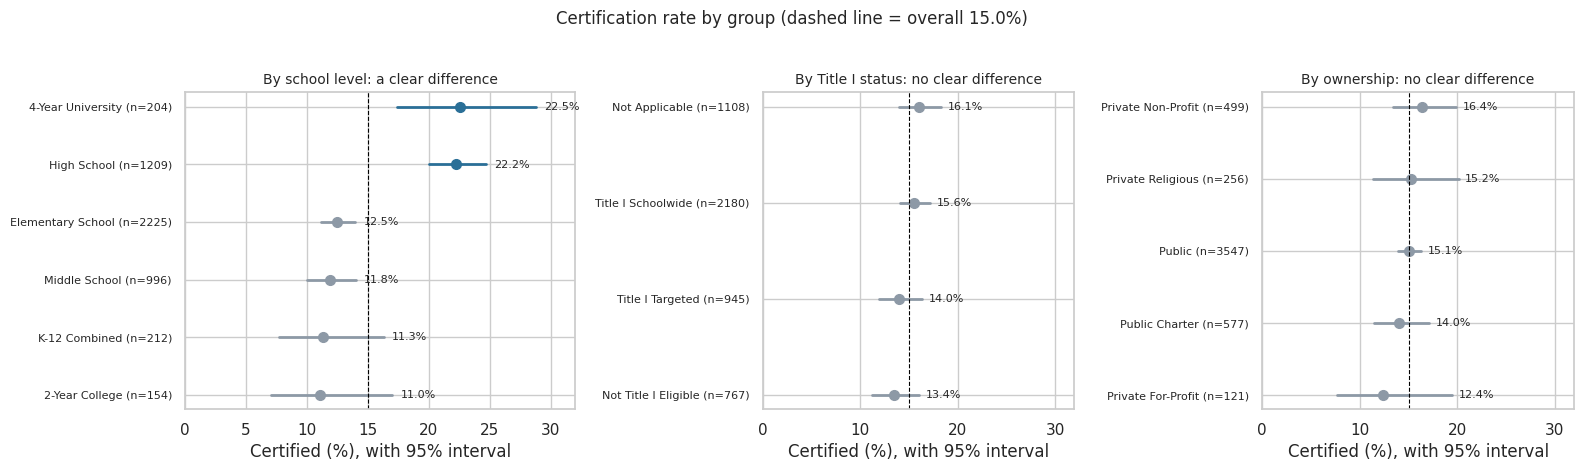 Certification rate by group (dashed line = overall 15.0%)
By school level: a clear difference
4-Year University (n=204)
22.5%
High School (n=1209)
22.2%
Elementary School (n=2225)
12.5%
Middle School (n=996)
11.8%
K-12 Combined (n=212)
11.3%
2-Year College (n=154)
11.0%
0 5 10 15 20 25 30
Certified (%), with 95% interval
By Title I status: no clear difference
Not Applicable (n=1108)
16.1%
Title I Schoolwide (n=2180)
15.6%
Title I Targeted (n=945)
14.0%
Not Title I Eligible (n=767)
13.4%
0 10 20 30
Certified (%), with 95% interval
By ownership: no clear difference
Private Non-Profit (n=499)
16.4%
Private Religious (n=256)
15.2%
Public (n=3547)
15.1%
Public Charter (n=577)
14.0%
Private For-Profit (n=121)
12.4%
0 10 20 30
Certified (%), with 95% interval